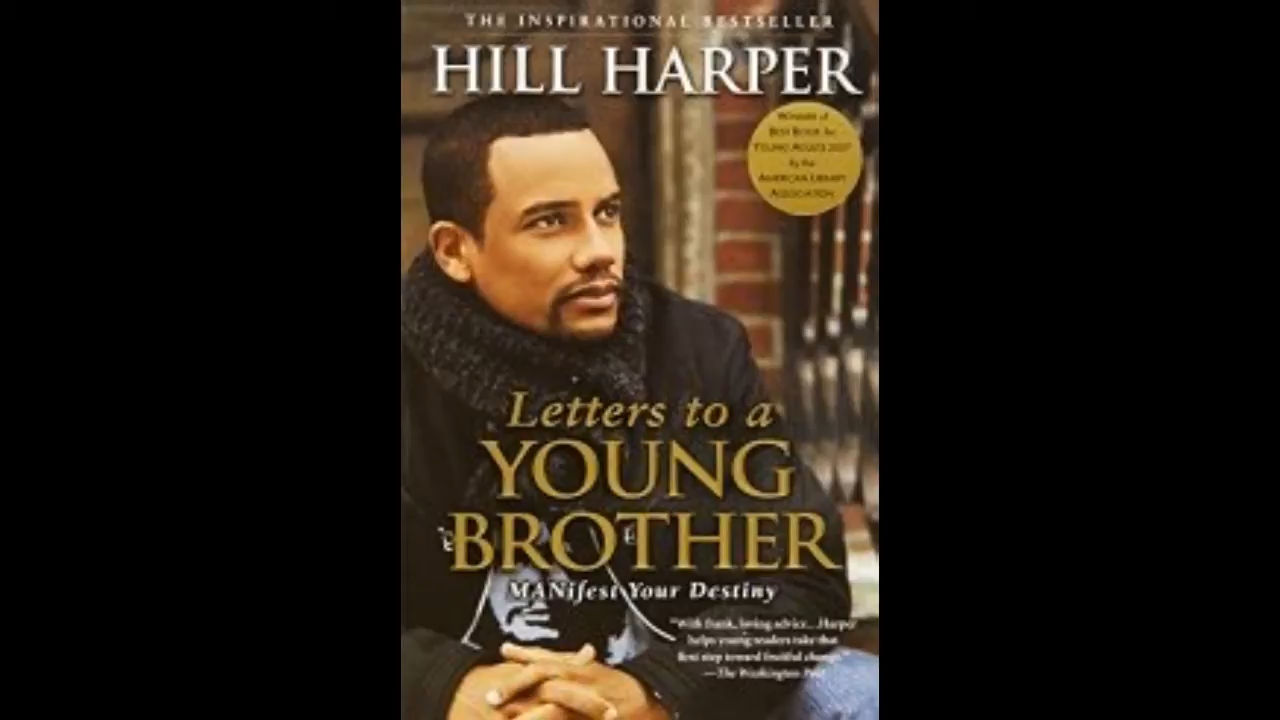 THE INSPIRATIONAL BESTSELLER
HILL HARPER
WINNER of
BEST BOOK for
YOUNG ADULTS 2007
by the
AMERICAN LIBRARY
ASSOCIATION
Letters to a
YOUNG
BROTHER
MANifest Your Destiny
"With frank, loving advice...Harper
helps young readers take that
first step toward fruitful change."
—The Washington Post